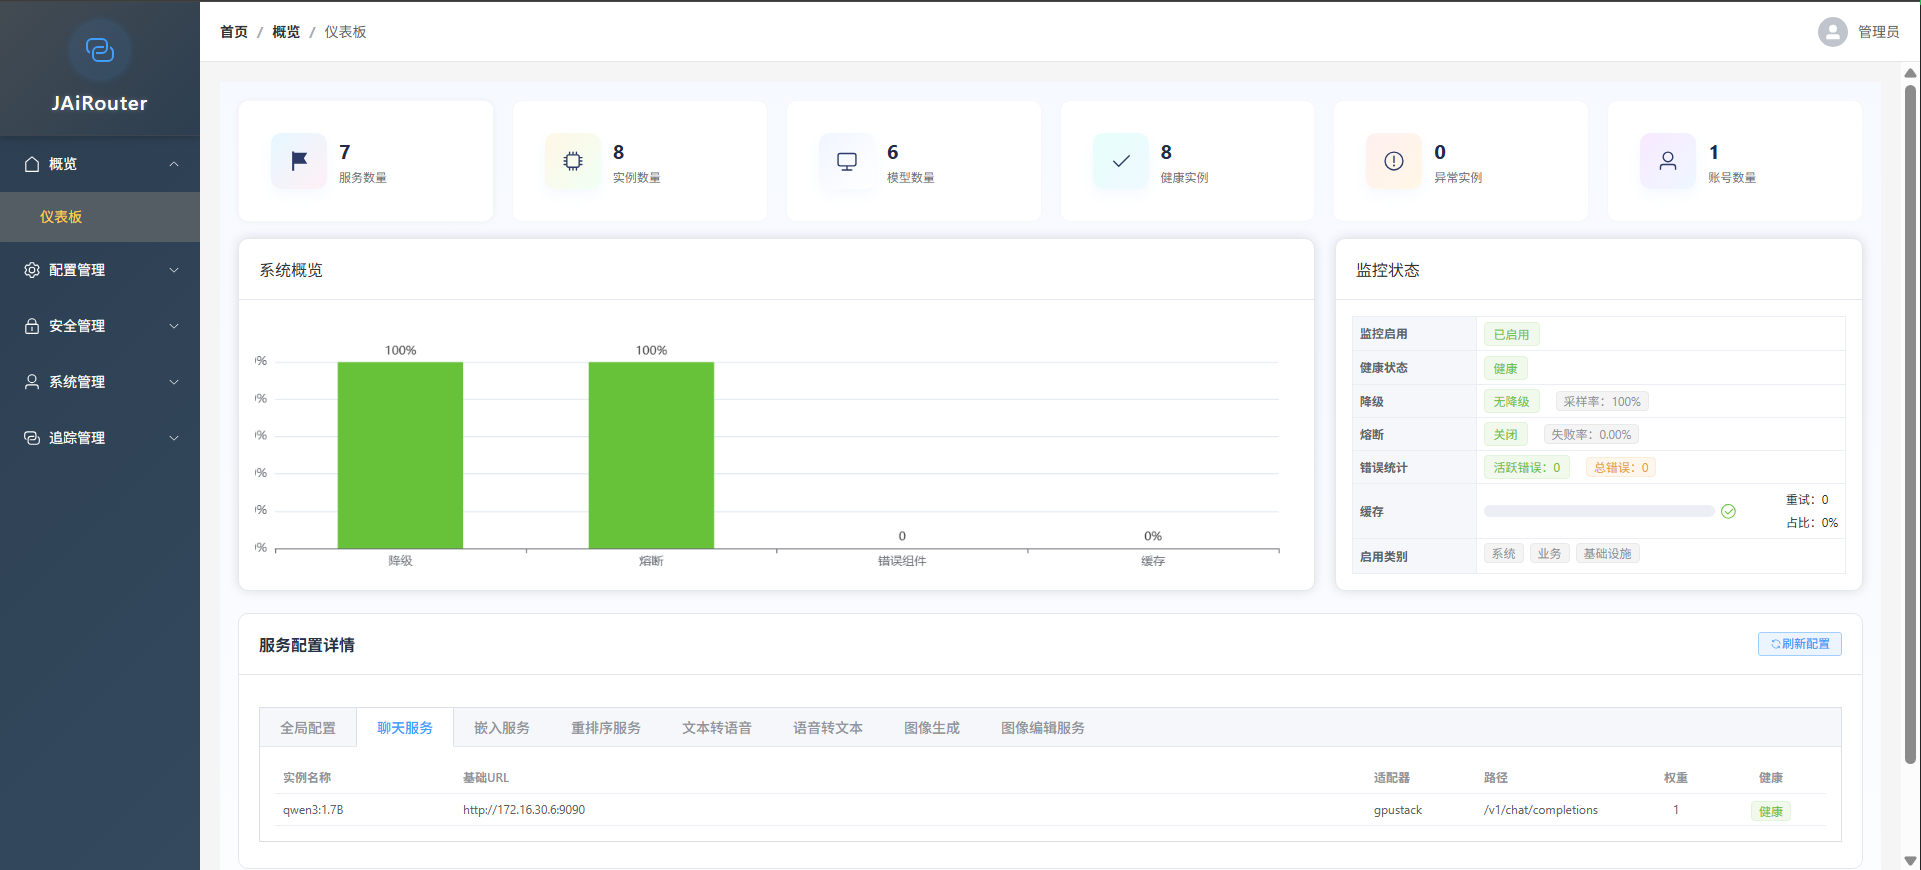 JAiRouter
首页 / 概览 / 仪表板
管理员
概览
仪表板
配置管理
安全管理
系统管理
追踪管理
7
服务数量
8
实例数量
6
模型数量
8
健康实例
0
异常实例
1
账号数量
系统概览
100%
100%
0
0%
降级
熔断
错误组件
缓存
监控状态
监控启用 已启用
健康状态 健康
降级 无降级 采样率：100%
熔断 关闭 失败率：0.00%
错误统计 活跃错误：0 总错误：0
缓存 重试：0
占比：0%
启用类别 系统 业务 基础设施
服务配置详情
刷新配置
全局配置 聊天服务 嵌入服务 重排序服务 文本转语音 语音转文本 图像生成 图像编辑服务
实例名称 基础URL 适配器 路径 权重 健康
qwen3:1.7B http://172.16.30.6:9090 gpustack /v1/chat/completions 1 健康